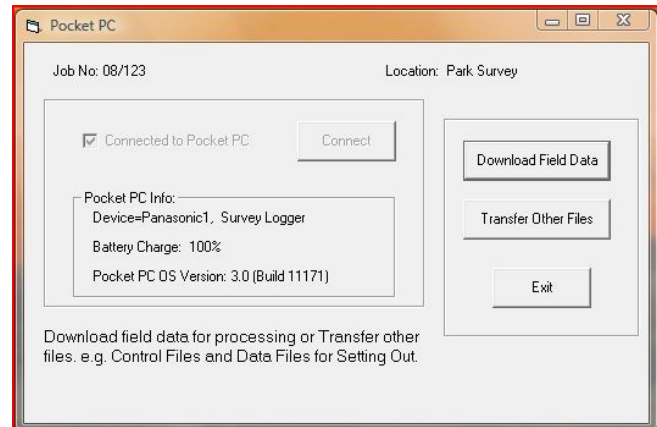 Pocket PC
Job No: 08/123
Location: Park Survey
Connected to Pocket PC
Connect
Pocket PC Info:
Device=Panasonic1, Survey Logger
Battery Charge: 100%
Pocket PC OS Version: 3.0 (Build 11171)
Download Field Data
Transfer Other Files
Exit
Download field data for processing or Transfer other
files. e.g. Control Files and Data Files for Setting Out.